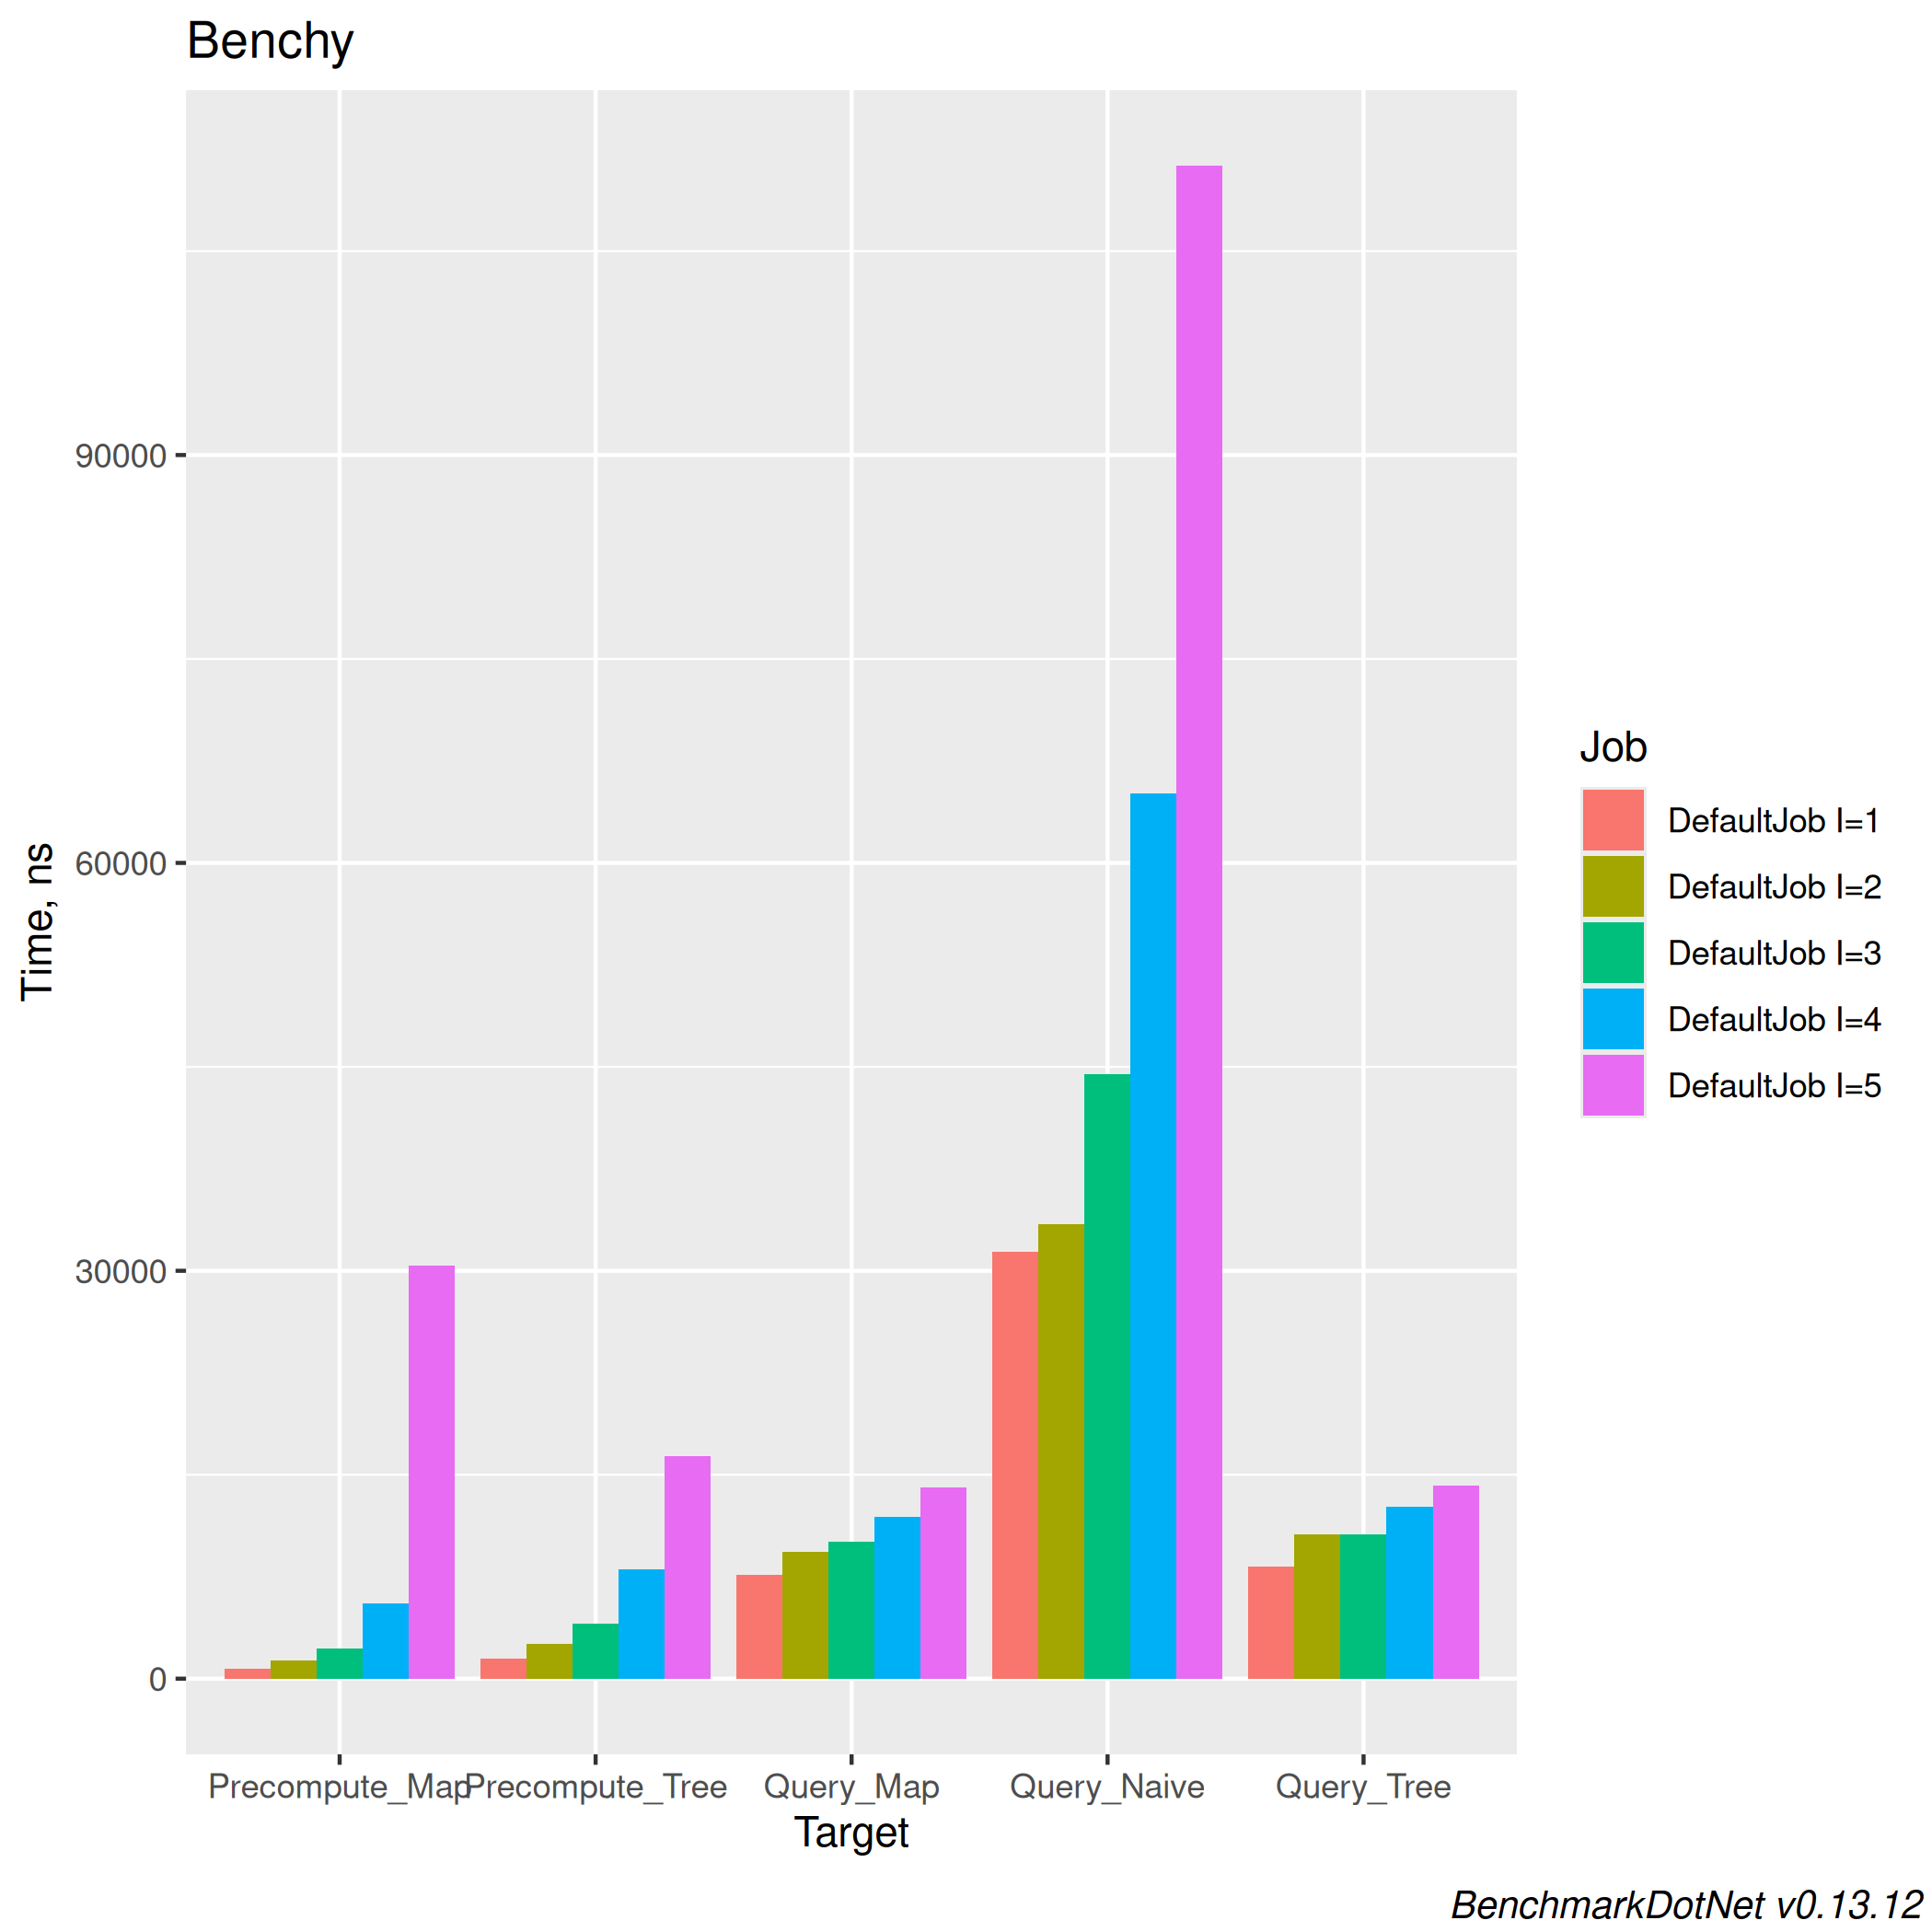 Benchy
Time, ns
90000
60000
30000
0
Precompute_Map Precompute_Tree Query_Map Query_Naive Query_Tree
Target
Job
DefaultJob I=1
DefaultJob I=2
DefaultJob I=3
DefaultJob I=4
DefaultJob I=5
BenchmarkDotNet v0.13.12